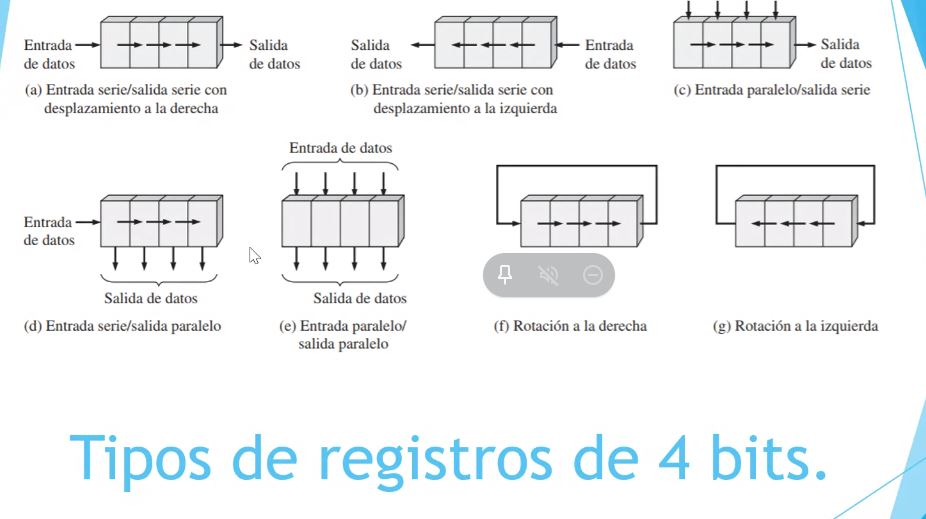 Entrada
de datos
Salida
de datos
(a) Entrada serie/salida serie con
desplazamiento a la derecha
Salida
de datos
Entrada
de datos
(b) Entrada serie/salida serie con
desplazamiento a la izquierda
Salida
de datos
(c) Entrada paralelo/salida serie
Entrada
de datos
Salida de datos
(d) Entrada serie/salida paralelo
Entrada de datos
Salida de datos
(e) Entrada paralelo/
salida paralelo
(f) Rotación a la derecha
(g) Rotación a la izquierda
Tipos de registros de 4 bits.